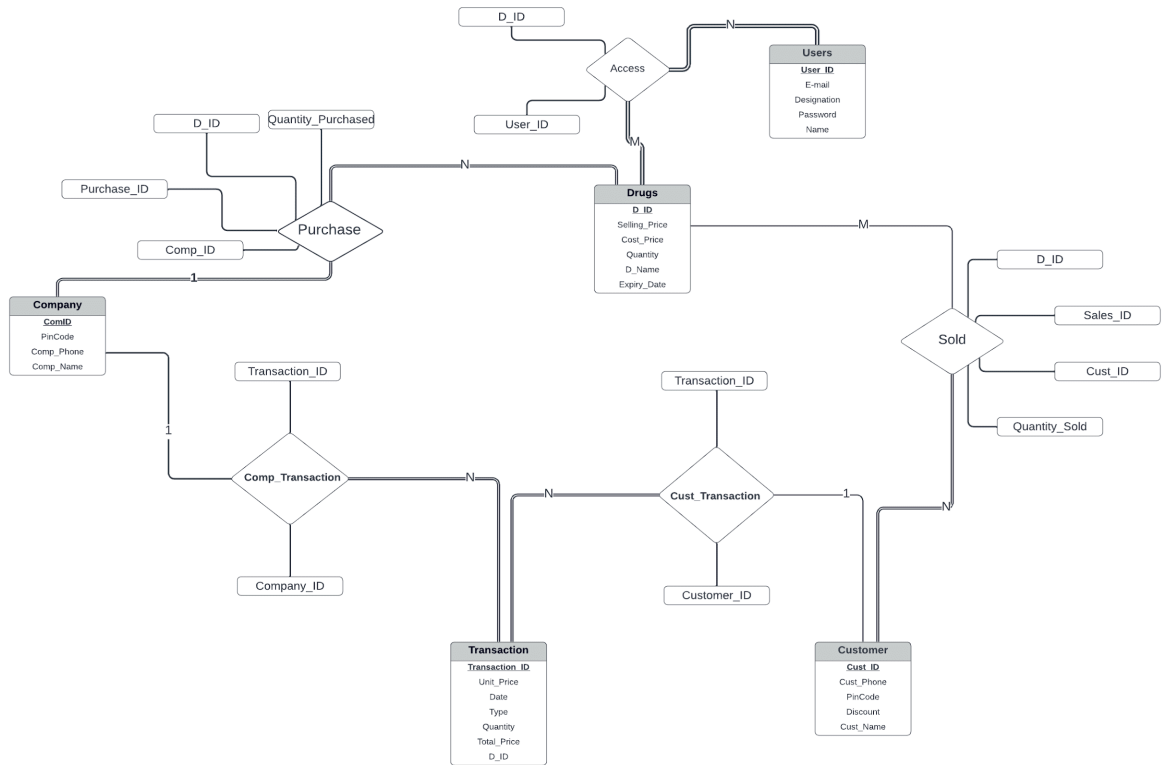 D_ID
N
Access
Users
User_ID
E-mail
Designation
Password
Name
User_ID
M
D_ID
Quantity_Purchased
Purchase_ID
Purchase
Comp_ID
N
1
Drugs
D_ID
Selling_Price
Cost_Price
Quantity
D_Name
Expiry_Date
M
D_ID
Sales_ID
Sold
Cust_ID
Quantity_Sold
N
Company
ComID
PinCode
Comp_Phone
Comp_Name
1
Transaction_ID
Comp_Transaction
Company_ID
N
Transaction_ID
N
Cust_Transaction
1
Customer_ID
Transaction
Transaction_ID
Unit_Price
Date
Type
Quantity
Total_Price
D_ID
Customer
Cust_ID
Cust_Phone
PinCode
Discount
Cust_Name